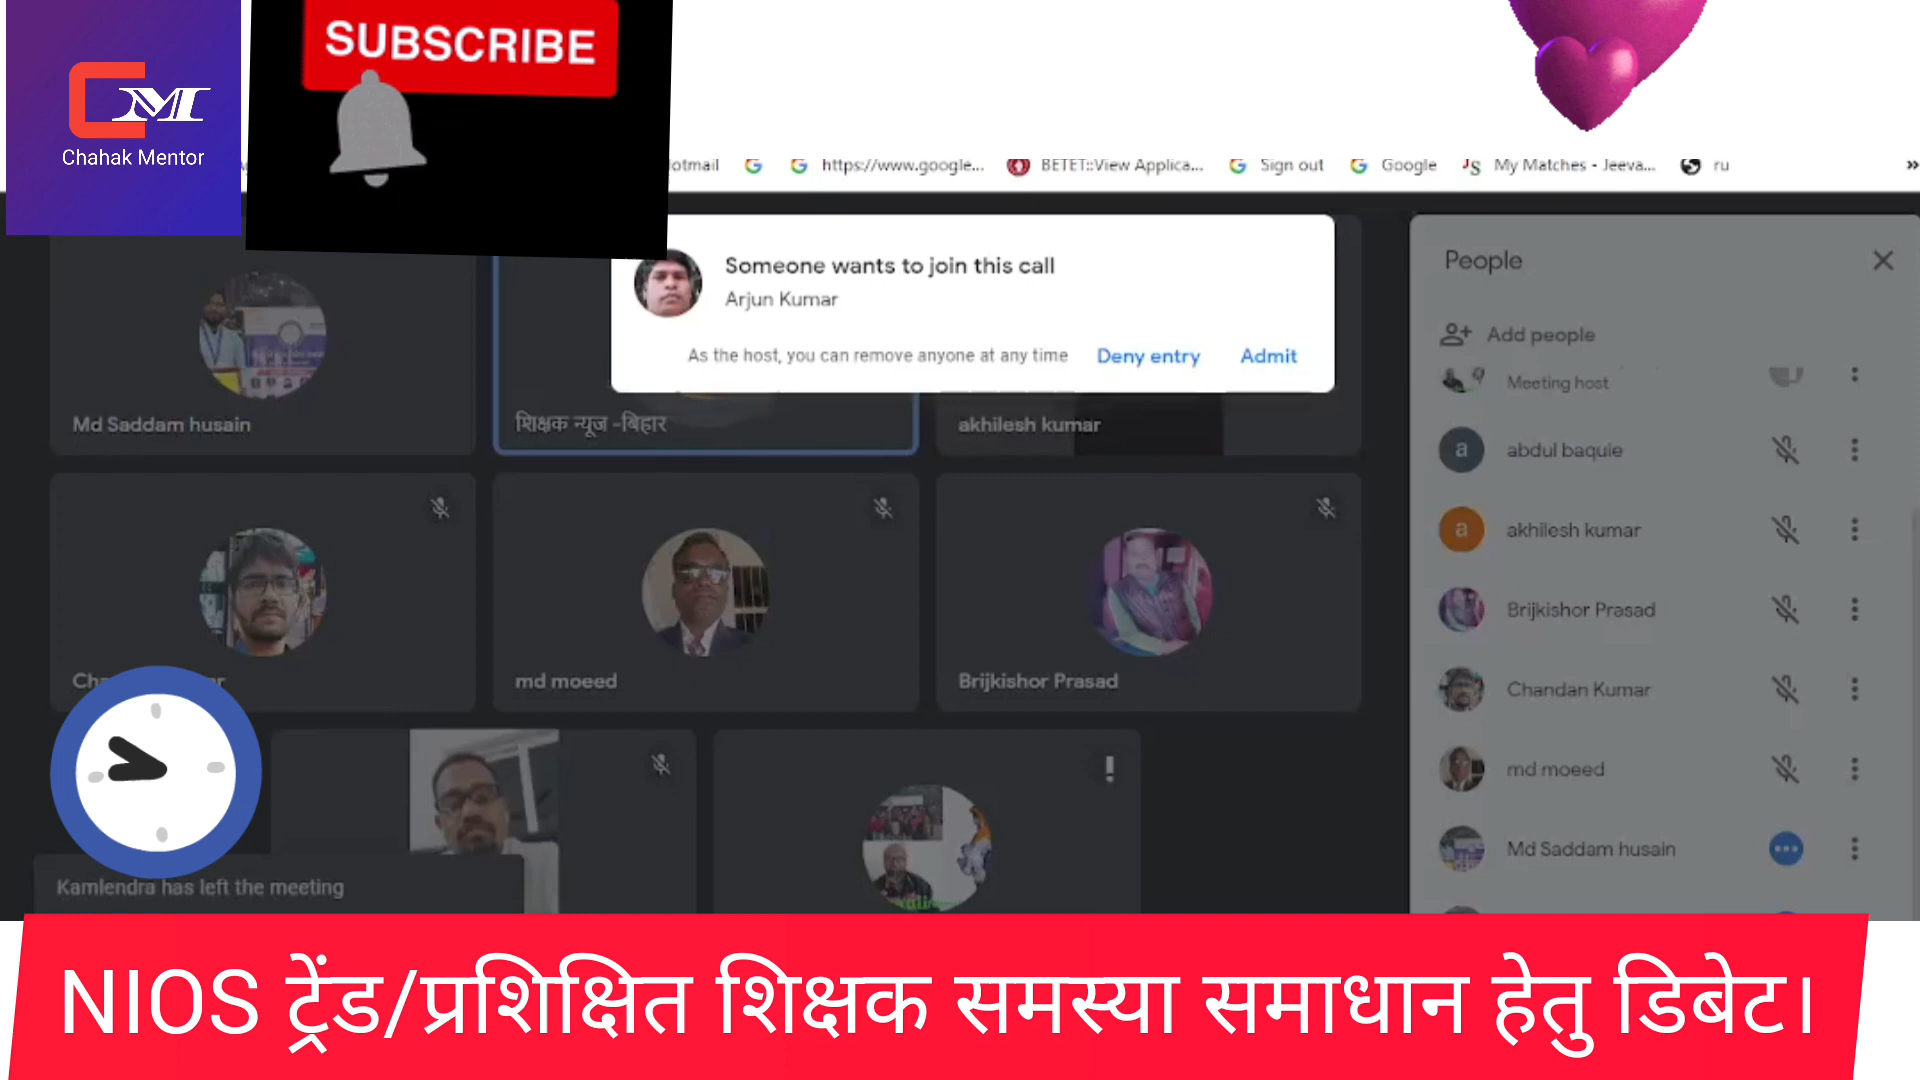 SUBSCRIBE
CM
Chahak Mentor
otmail
https://www.google...
BETET::View Applica...
Sign out
Google
My Matches - Jeeva...
ru
»
Someone wants to join this call
Arjun Kumar
As the host, you can remove anyone at any time
Deny entry
Admit
Md Saddam husain
शिक्षक न्यूज -बिहार
akhilesh kumar
md moeed
Brijkishor Prasad
Kamlendra has left the meeting
People
Add people
Meeting host
a
abdul baquie
a
akhilesh kumar
Brijkishor Prasad
Chandan Kumar
md moeed
Md Saddam husain
NIOS ट्रेंड/प्रशिक्षित शिक्षक समस्या समाधान हेतु डिबेट।